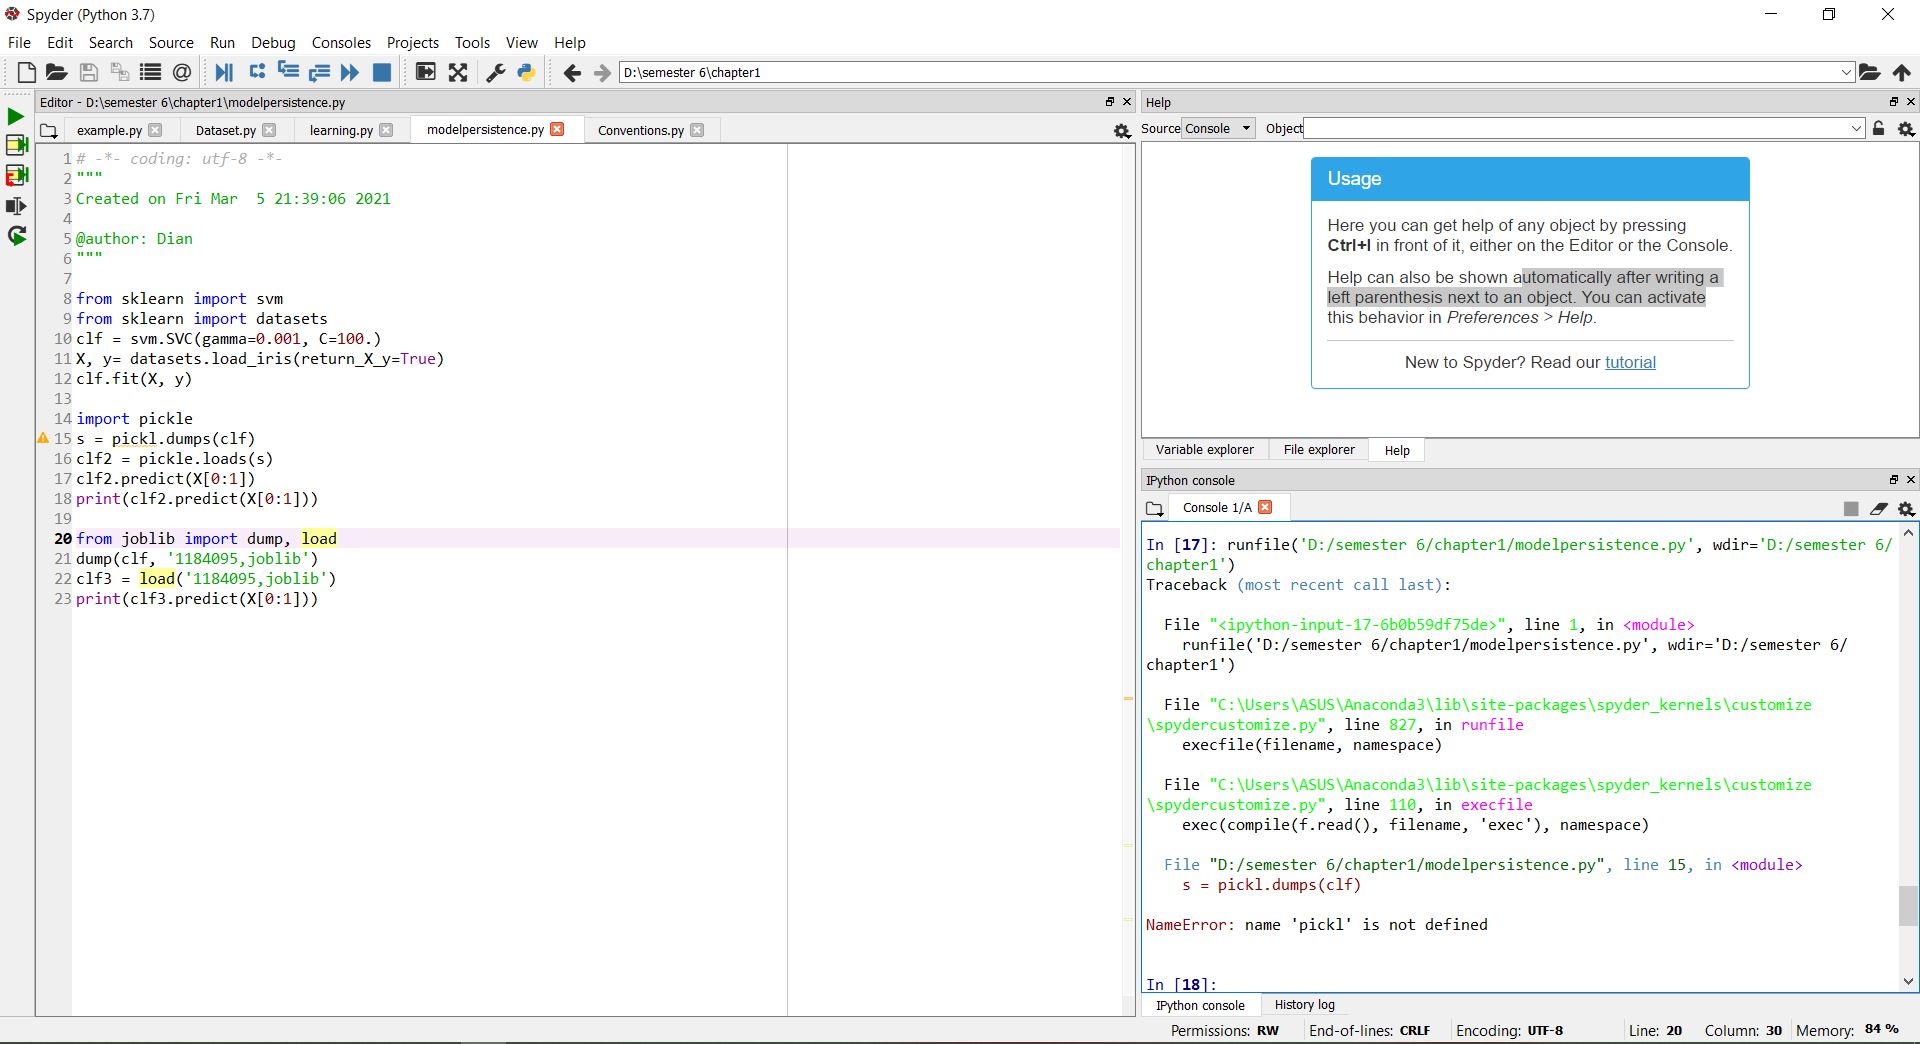 Spyder (Python 3.7)
File Edit Search Source Run Debug Consoles Projects Tools View Help
D:\semester 6\chapter1
Editor - D:\semester 6\chapter1\modelpersistence.py
example.py Dataset.py learning.py modelpersistence.py Conventions.py
1 # -*- coding: utf-8 -*-
2 """
3 Created on Fri Mar  5 21:39:06 2021
4
5 @author: Dian
6 """
7
8 from sklearn import svm
9 from sklearn import datasets
10 clf = svm.SVC(gamma=0.001, C=100.)
11 X, y= datasets.load_iris(return_X_y=True)
12 clf.fit(X, y)
13
14 import pickle
15 s = pickl.dumps(clf)
16 clf2 = pickle.loads(s)
17 clf2.predict(X[0:1])
18 print(clf2.predict(X[0:1]))
19
20 from joblib import dump, load
21 dump(clf, '1184095,joblib')
22 clf3 = load('1184095,joblib')
23 print(clf3.predict(X[0:1]))
Help
Source Console Object
Usage
Here you can get help of any object by pressing
Ctrl+I in front of it, either on the Editor or the Console.
Help can also be shown automatically after writing a
left parenthesis next to an object. You can activate
this behavior in Preferences > Help.
New to Spyder? Read our tutorial
Variable explorer File explorer Help
IPython console
Console 1/A
In [17]: runfile('D:/semester 6/chapter1/modelpersistence.py', wdir='D:/semester 6/
chapter1')
Traceback (most recent call last):
File "<ipython-input-17-6b0b59df75de>", line 1, in <module>
runfile('D:/semester 6/chapter1/modelpersistence.py', wdir='D:/semester 6/
chapter1')
File "C:\Users\ASUS\Anaconda3\lib\site-packages\spyder_kernels\customize
\spydercustomize.py", line 827, in runfile
execfile(filename, namespace)
File "C:\Users\ASUS\Anaconda3\lib\site-packages\spyder_kernels\customize
\spydercustomize.py", line 110, in execfile
exec(compile(f.read(), filename, 'exec'), namespace)
File "D:/semester 6/chapter1/modelpersistence.py", line 15, in <module>
s = pickl.dumps(clf)
NameError: name 'pickl' is not defined
In [18]:
IPython console History log
Permissions: RW End-of-lines: CRLF Encoding: UTF-8 Line: 20 Column: 30 Memory: 84 %